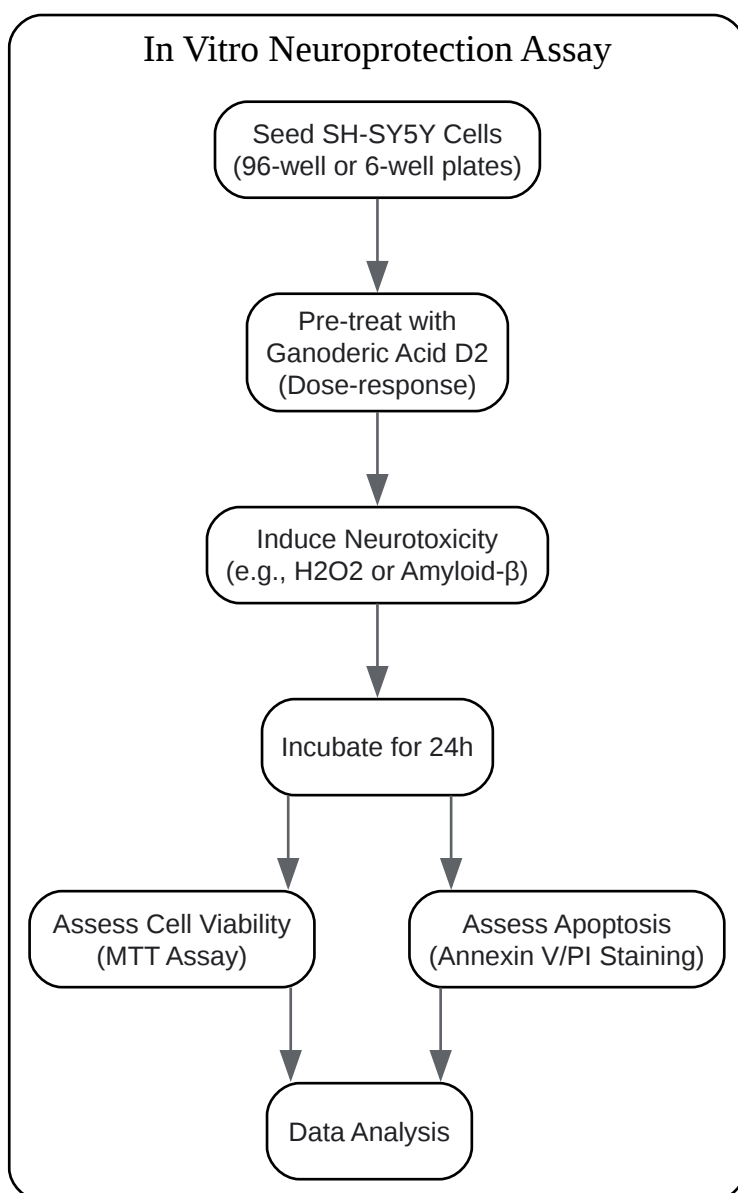 In Vitro Neuroprotection Assay
Seed SH-SY5Y Cells
(96-well or 6-well plates)
Pre-treat with
Ganoderic Acid D2
(Dose-response)
Induce Neurotoxicity
(e.g., H2O2 or Amyloid-β)
Incubate for 24h
Assess Cell Viability
(MTT Assay)
Assess Apoptosis
(Annexin V/PI Staining)
Data Analysis